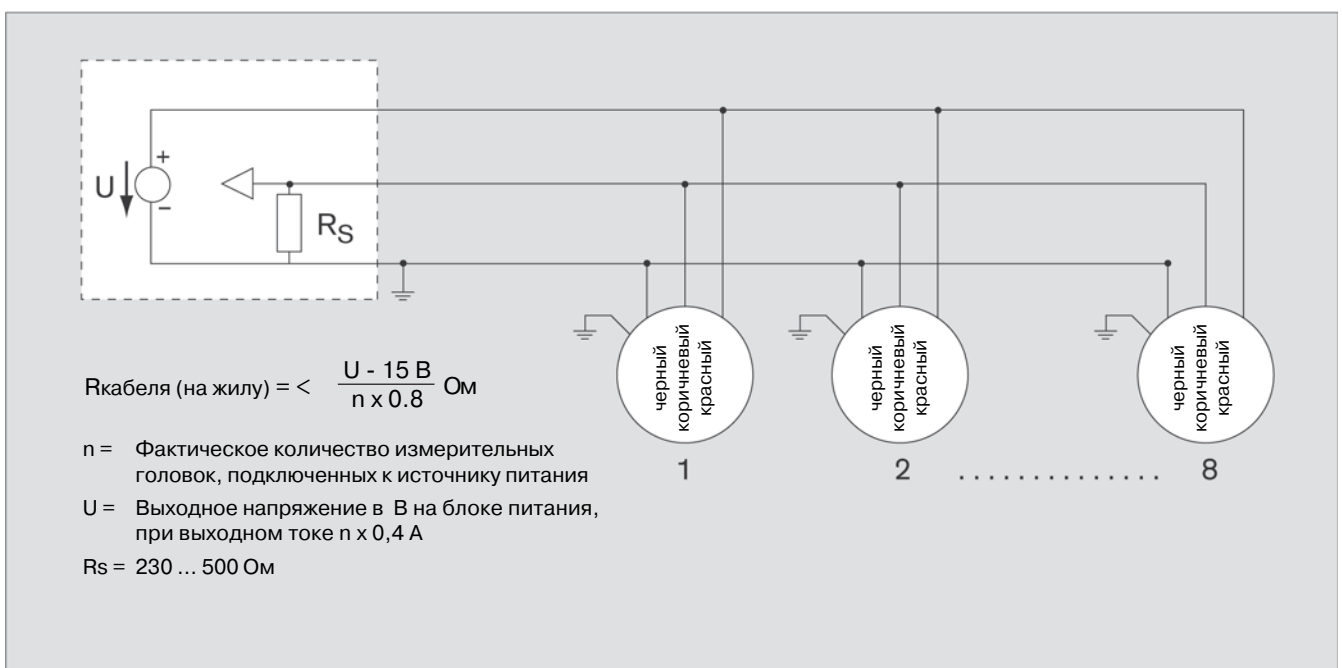 U
+
−
RS
черный
коричневый
красный
черный
коричневый
красный
черный
коричневый
красный
1
2 ..............
8
Rкабеля (на жилу) = < U - 15 В
n x 0.8
Ом
n = Фактическое количество измерительных
головок, подключенных к источнику питания
U = Выходное напряжение в В на блоке питания,
при выходном токе n x 0,4 А
Rs = 230 ... 500 Ом